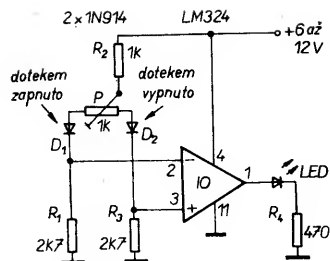 2 x 1N914
LM324
+6 až
12V
R2
1k
dotekem
zapnuto
P
1k
dotekem
vypnuto
D1
D2
2
3
4
IO
1
11
LED
R1
2k7
R3
2k7
R4
470